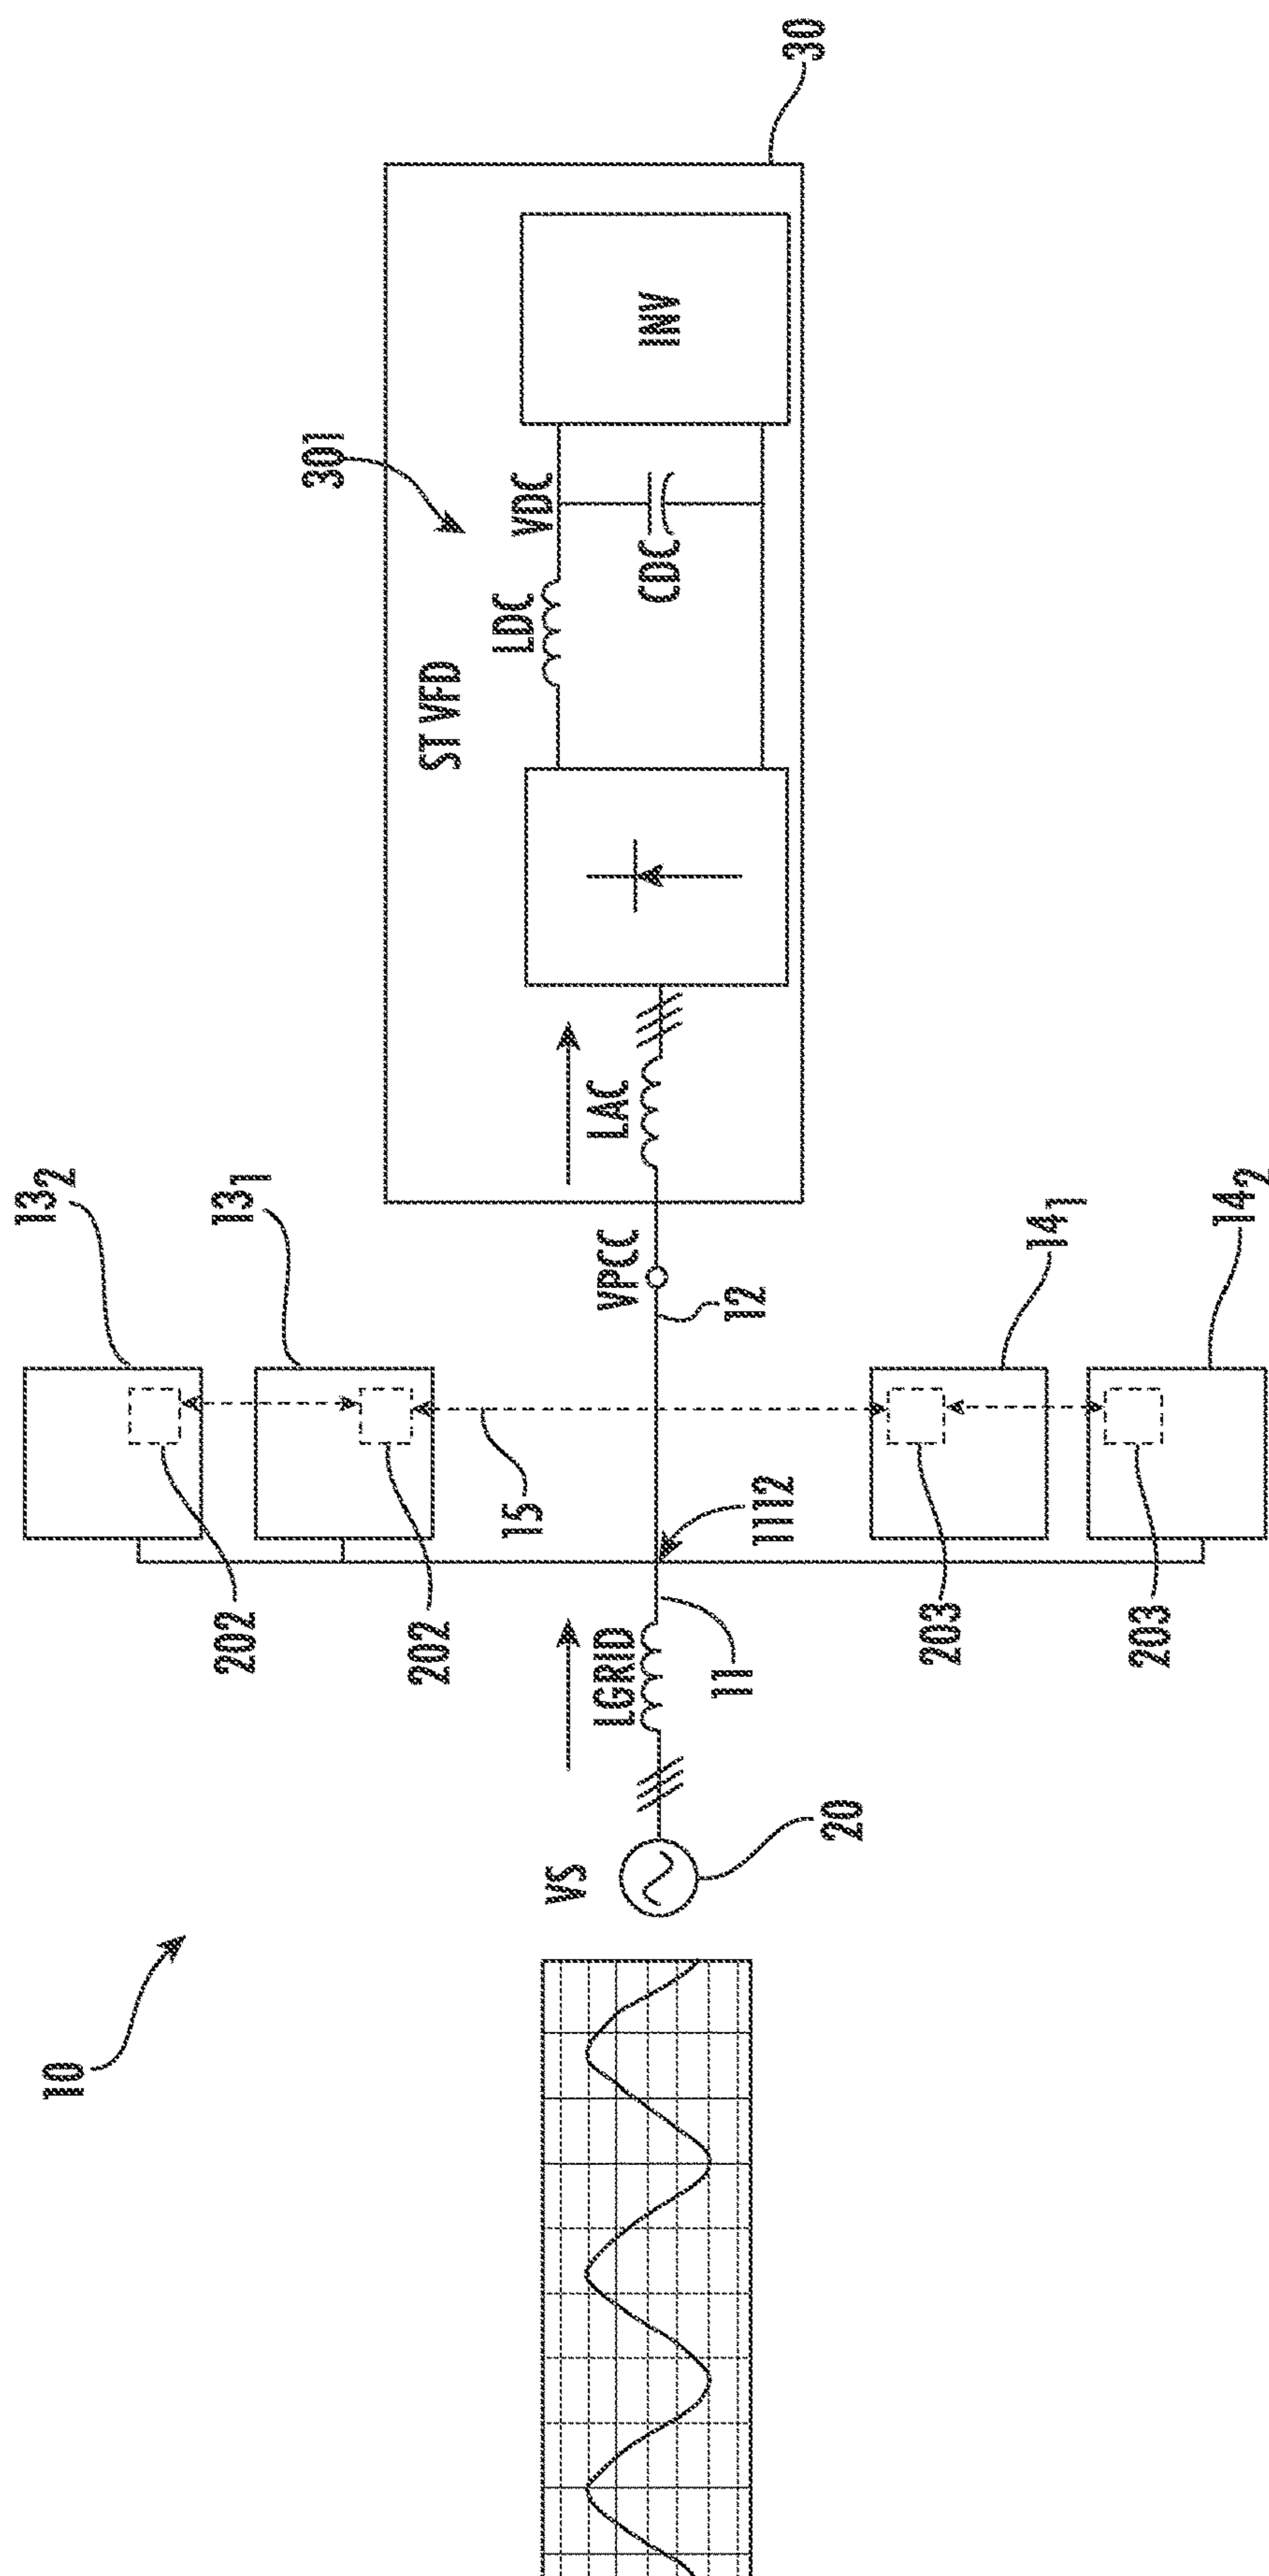 10
VS
20
LGRID
11
1112
202
202
203
203
15
13₂
13₁
14₁
14₂
VPCC
12
LAC
ST VFD
LDC
VDC
CDC
INV
301
30